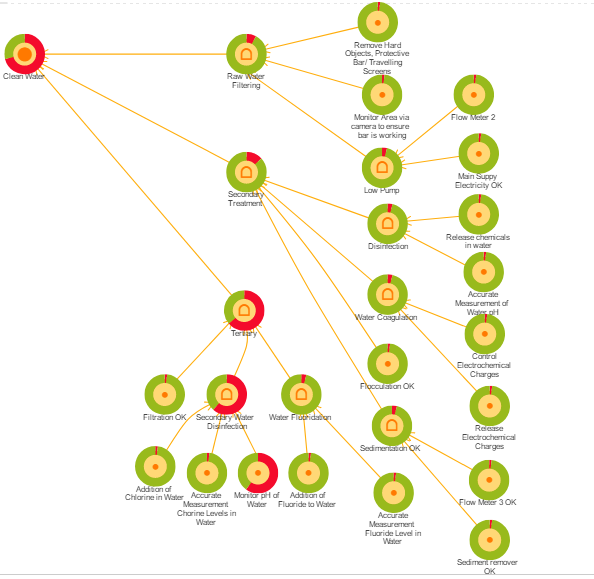 Clean Water
Raw Water
Filtering
Remove Hard
Objects, Protective
Bar/ Travelling
Screens
Monitor Area via
camera to ensure
bar is working
Flow Meter 2
Low Pump
Main Suppy
Electricity OK
Secondary
Treatment
Disinfection
Release chemicals
in water
Accurate
Measurement of
Water pH
Water Coagulation
Control
Electrochemical
Charges
Tertiary
Flocculation OK
Release
Electrochemical
Charges
Filtration OK
Secondary Water
Disinfection
Water Flooridation
Sedimentation OK
Addition of
Chlorine in Water
Accurate
Measurement
Chorine Levels in
Water
Monitor pH of
Water
Addition of
Fluoride to Water
Accurate
Measurement
Fluoride Level in
Water
Flow Meter 3 OK
Sediment remover
OK